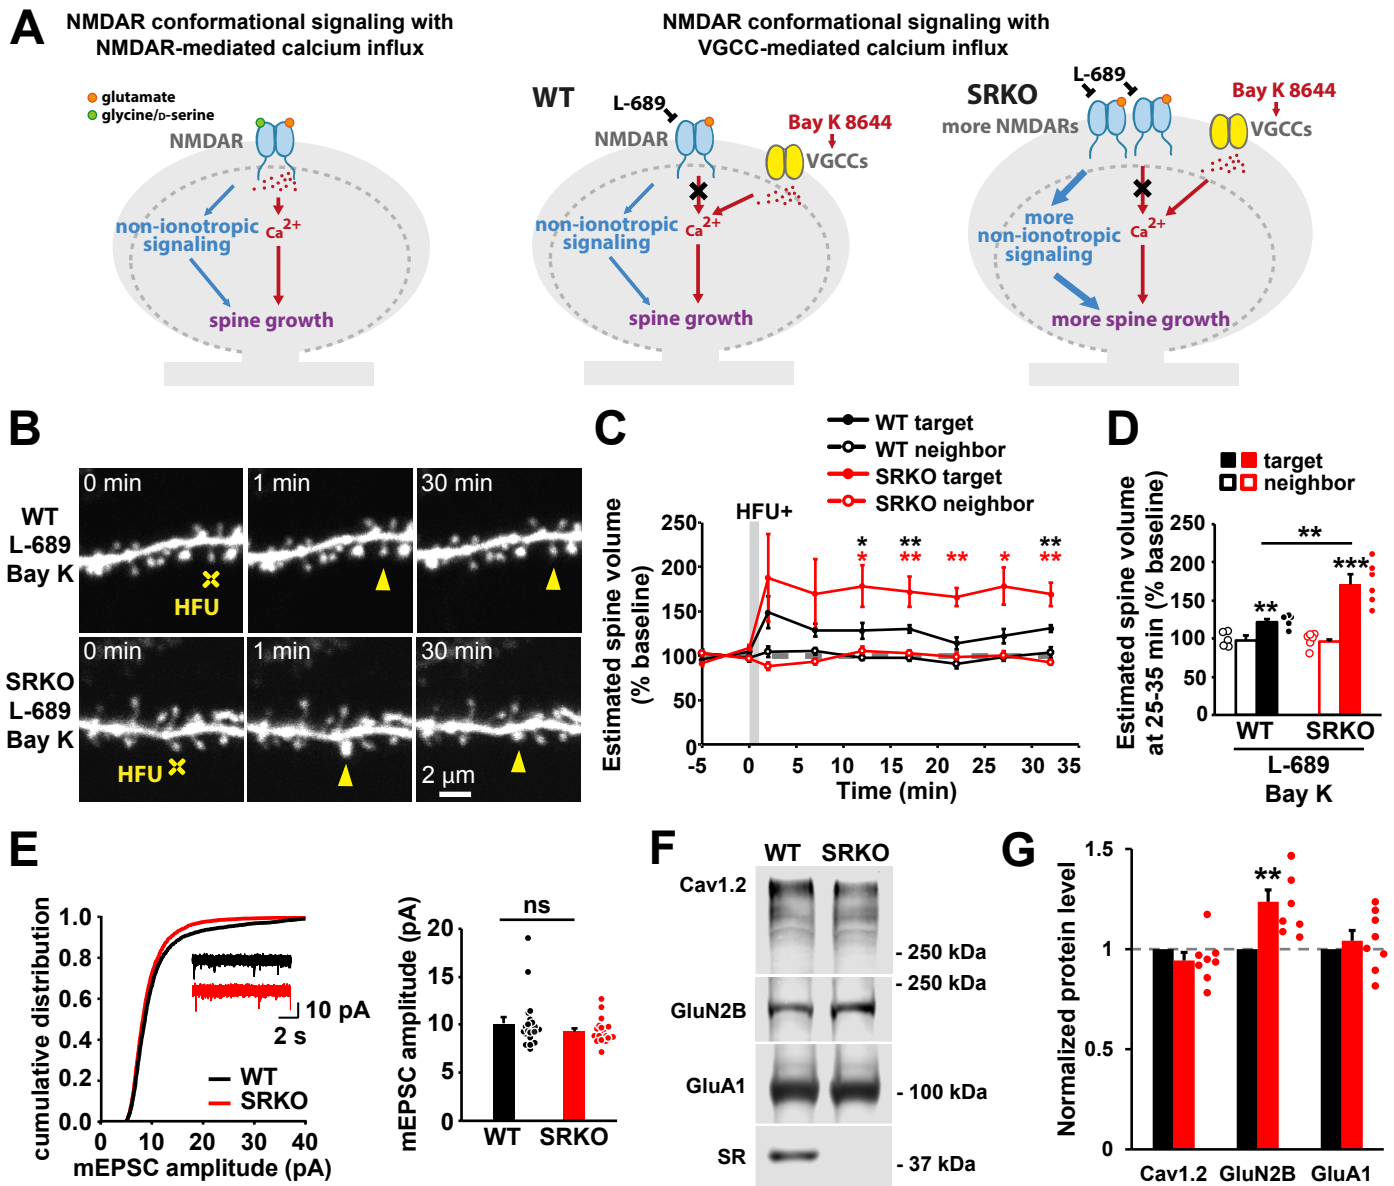 A
NMDAR conformational signaling with
NMDAR-mediated calcium influx
NMDAR conformational signaling with
VGCC-mediated calcium influx
glutamate
glycine/D-serine
NMDAR
non-ionotropic
signaling
Ca2+
spine growth
WT
L-689
NMDAR
Bay K 8644
VGCCs
non-ionotropic
signaling
Ca2+
spine growth
SRKO
more NMDARs
L-689
Bay K 8644
VGCCs
more
non-ionotropic
signaling
Ca2+
more spine growth
B
WT
L-689
Bay K
0 min
1 min
30 min
HFU
SRKO
L-689
Bay K
0 min
1 min
30 min
HFU
2 µm
C
WT target
WT neighbor
SRKO target
SRKO neighbor
HFU+
Estimated spine volume
(% baseline)
250
200
150
100
50
0
* ** **
* ** ** * **
-5 0 5 10 15 20 25 30 35
Time (min)
D
target
neighbor
Estimated spine volume
at 25-35 min (% baseline)
250
200
150
100
50
0
**
**
***
WT SRKO
L-689
Bay K
E
cumulative distribution
1.0
0.8
0.6
0.4
0.2
0.0
10 pA
2 s
WT
SRKO
0 10 20 30 40
mEPSC amplitude (pA)
mEPSC amplitude (pA)
20
15
10
5
0
ns
WT SRKO
F
WT SRKO
Cav1.2
- 250 kDa
- 250 kDa
GluN2B
GluA1
- 100 kDa
SR
- 37 kDa
G
Normalized protein level
1.5
1
0.5
0
**
Cav1.2 GluN2B GluA1